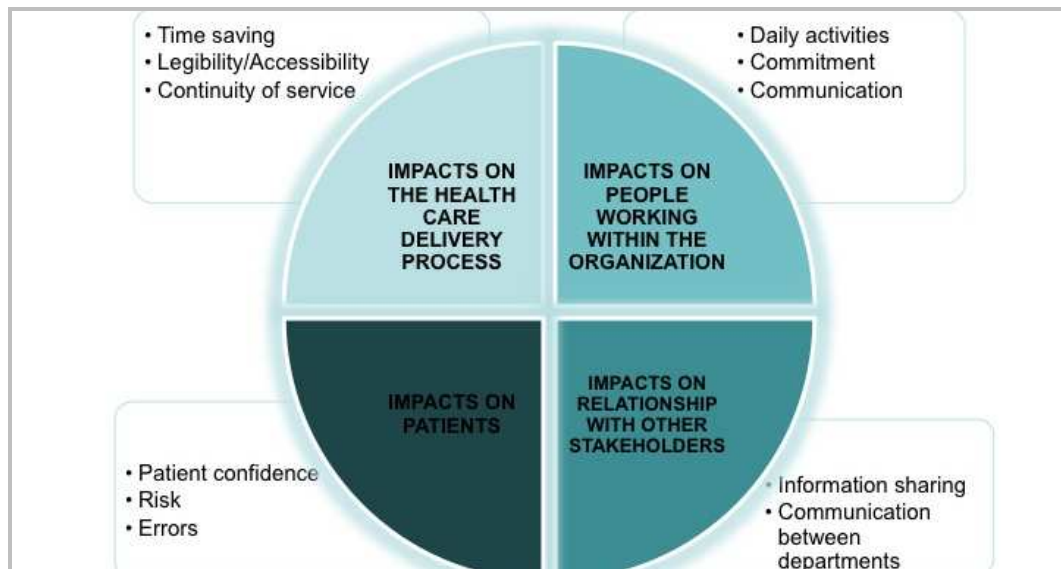 • Time saving
• Legibility/Accessibility
• Continuity of service
• Daily activities
• Commitment
• Communication
IMPACTS ON
THE HEALTH
CARE
DELIVERY
PROCESS
IMPACTS ON
PEOPLE
WORKING
WITHIN THE
ORGANIZATION
IMPACTS ON
PATIENTS
IMPACTS ON
RELATIONSHIP
WITH OTHER
STAKEHOLDERS
• Patient confidence
• Risk
• Errors
• Information sharing
• Communication
between
departments